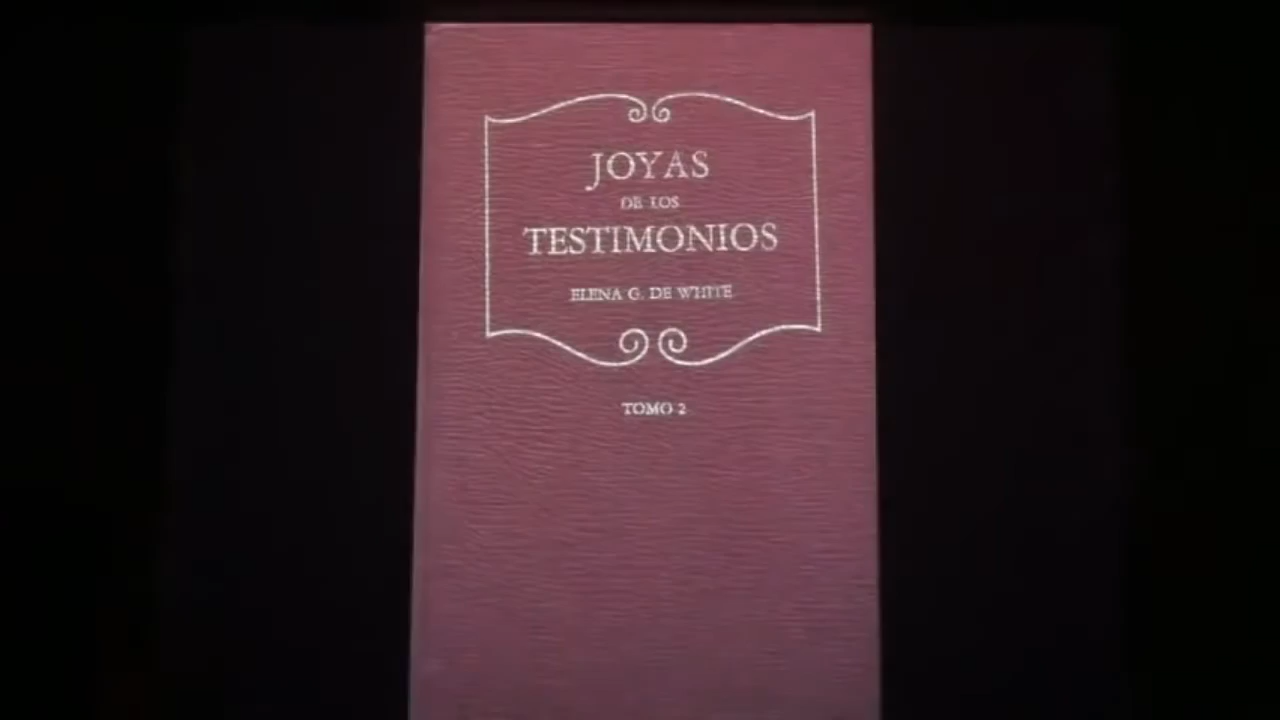 JOYAS
DE LOS
TESTIMONIOS
ELENA G. DE WHITE
TOMO 2